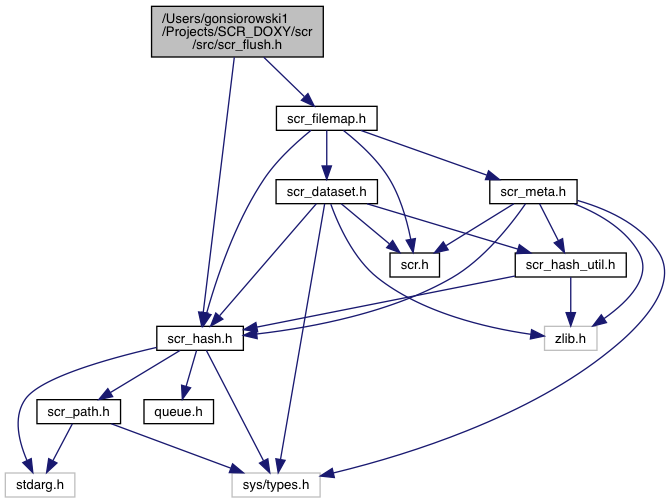 /Users/gonsiorowski1
/Projects/SCR_DOXY/scr
/src/scr_flush.h
scr_filemap.h
scr_dataset.h
scr_meta.h
scr.h
scr_hash_util.h
scr_hash.h
zlib.h
scr_path.h
queue.h
stdarg.h
sys/types.h